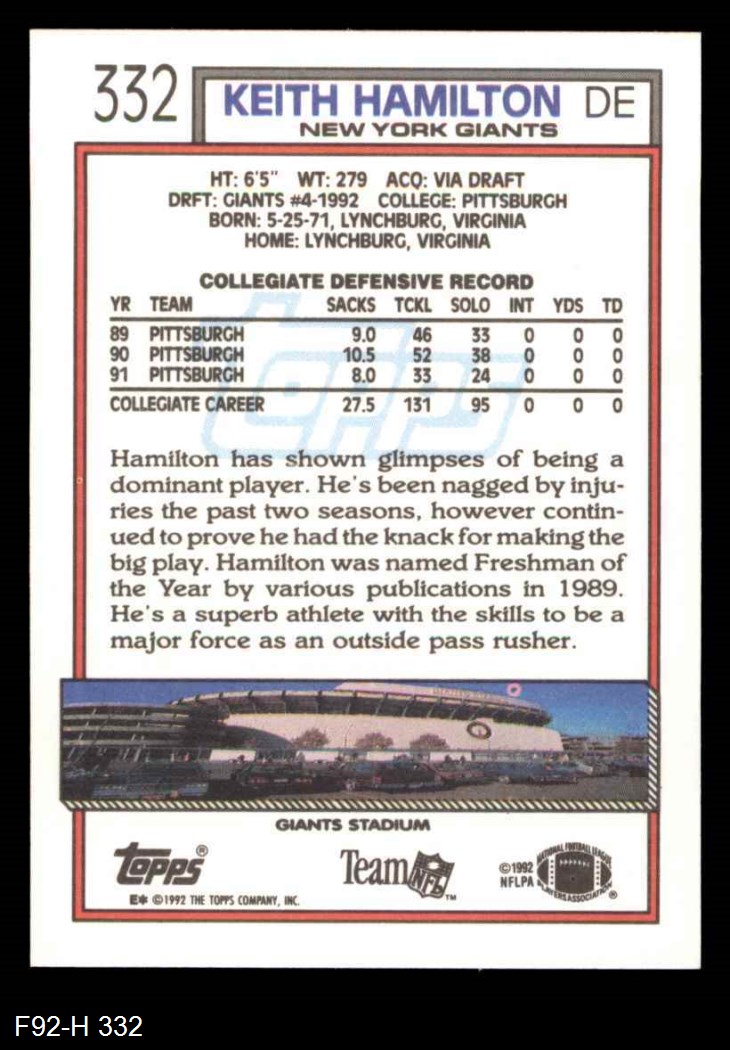 332 KEITH HAMILTON DE
NEW YORK GIANTS
HT: 6'5" WT: 279 ACQ: VIA DRAFT
DRFT: GIANTS #4-1992 COLLEGE: PITTSBURGH
BORN: 5-25-71, LYNCHBURG, VIRGINIA
HOME: LYNCHBURG, VIRGINIA
COLLEGIATE DEFENSIVE RECORD
YR TEAM SACKS TCKL SOLO INT YDS TD
89 PITTSBURGH 9.0 46 33 0 0 0
90 PITTSBURGH 10.5 52 38 0 0 0
91 PITTSBURGH 8.0 33 24 0 0 0
COLLEGIATE CAREER 27.5 131 95 0 0 0
topps
Hamilton has shown glimpses of being a
dominant player. He's been nagged by inju-
ries the past two seasons, however contin-
ued to prove he had the knack for making the
big play. Hamilton was named Freshman of
the Year by various publications in 1989.
He's a superb athlete with the skills to be a
major force as an outside pass rusher.
GIANTS STADIUM
topps®
E* ©1992 THE TOPPS COMPANY, INC.
Team NFL™
©1992
NFLPA
NATIONAL FOOTBALL LEAGUE
PLAYERS ASSOCIATION®
F92-H 332